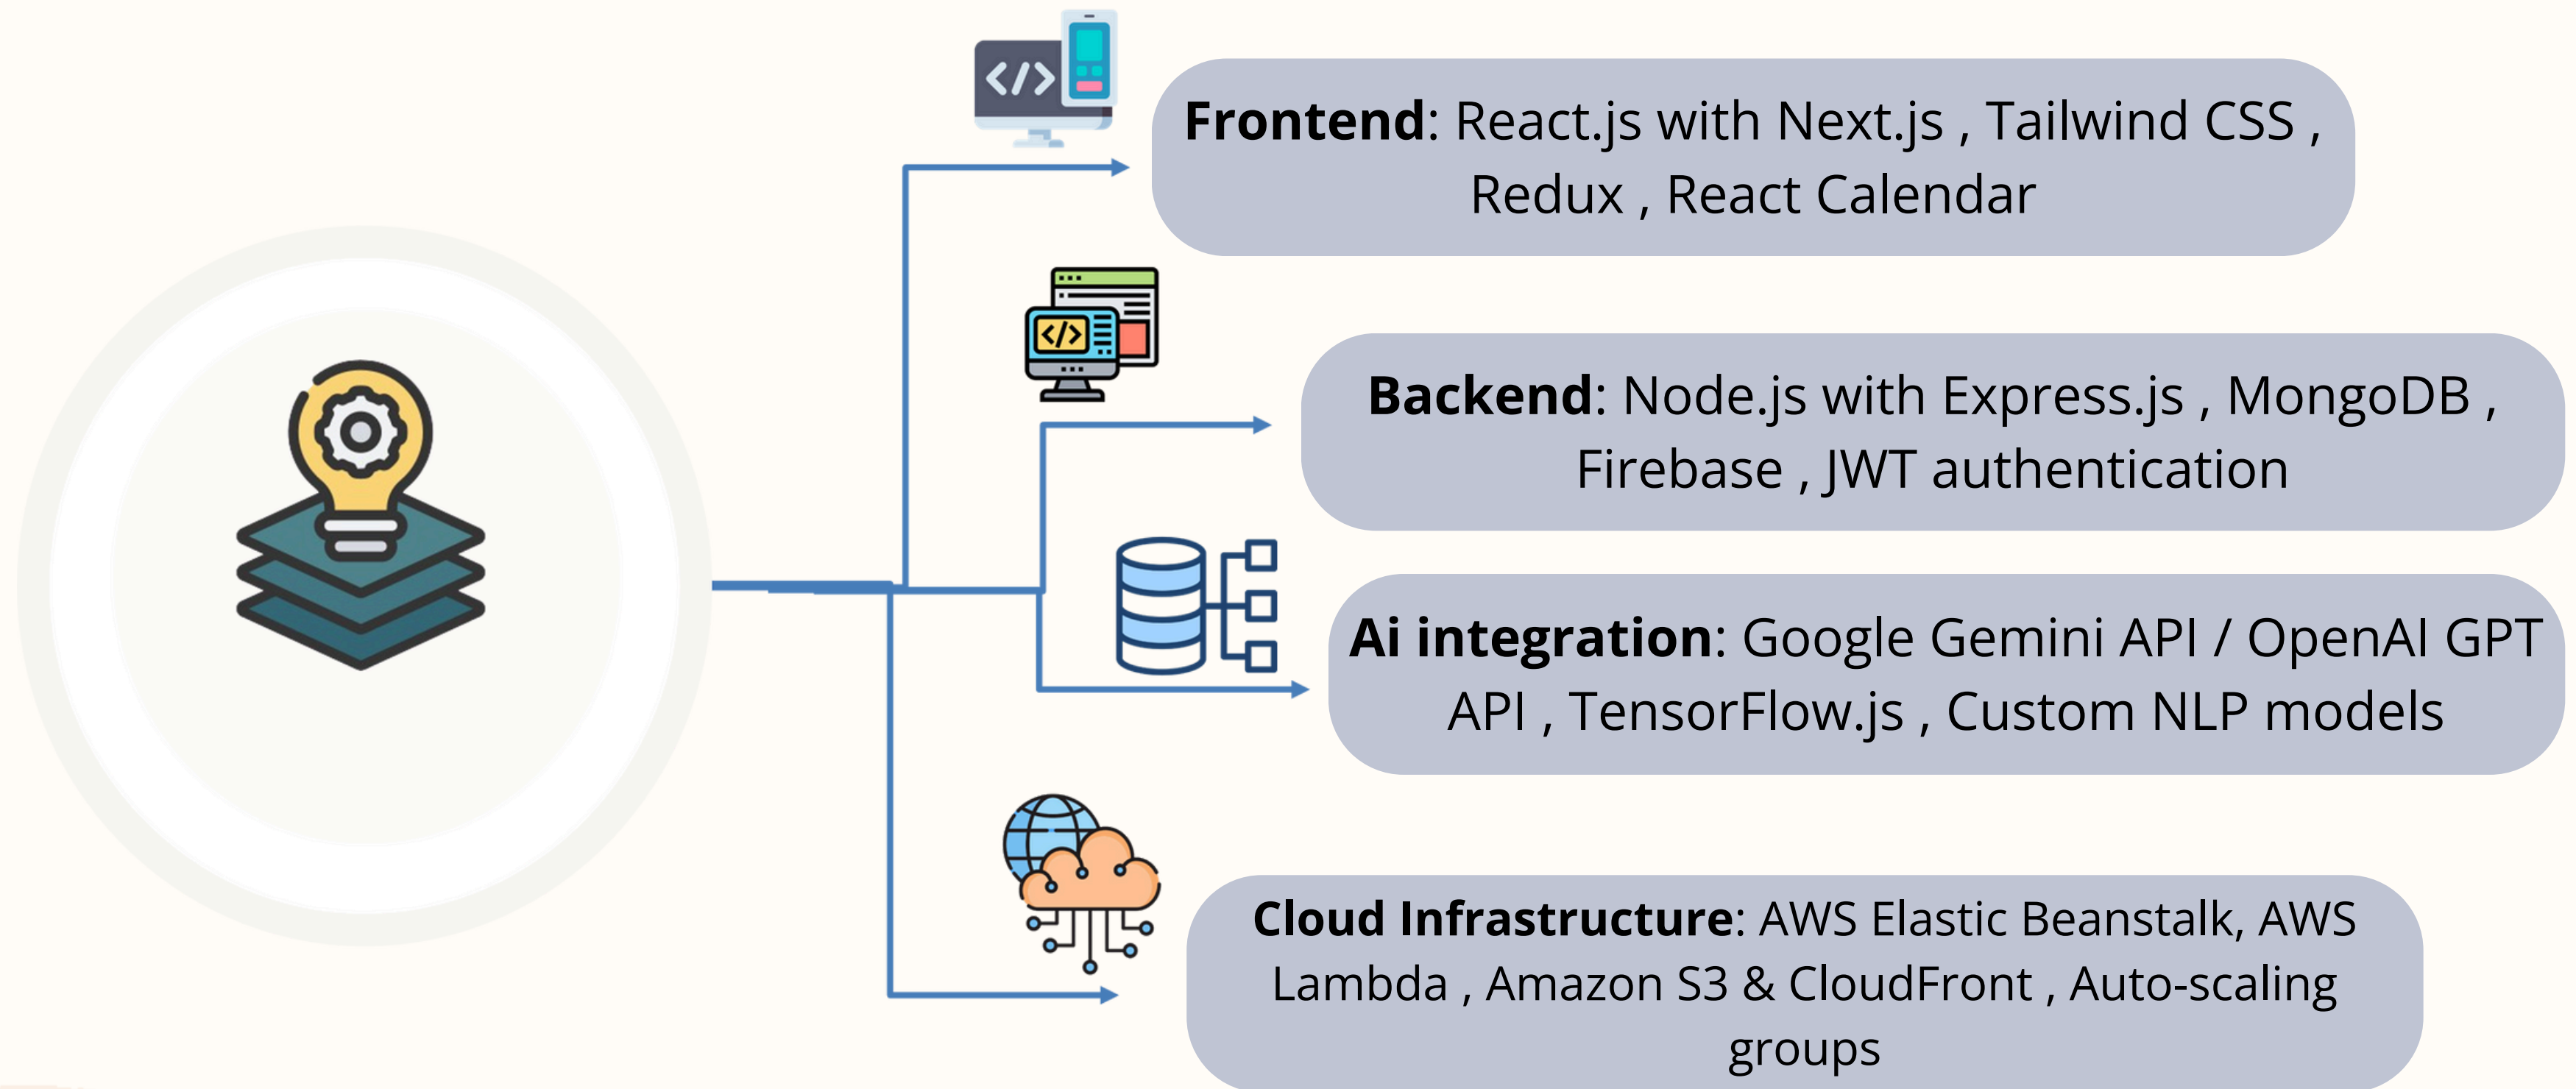 Frontend: React.js with Next.js , Tailwind CSS ,
Redux , React Calendar
Backend: Node.js with Express.js , MongoDB ,
Firebase , JWT authentication
Ai integration: Google Gemini API / OpenAI GPT
API , TensorFlow.js , Custom NLP models
Cloud Infrastructure: AWS Elastic Beanstalk, AWS
Lambda , Amazon S3 & CloudFront , Auto-scaling
groups